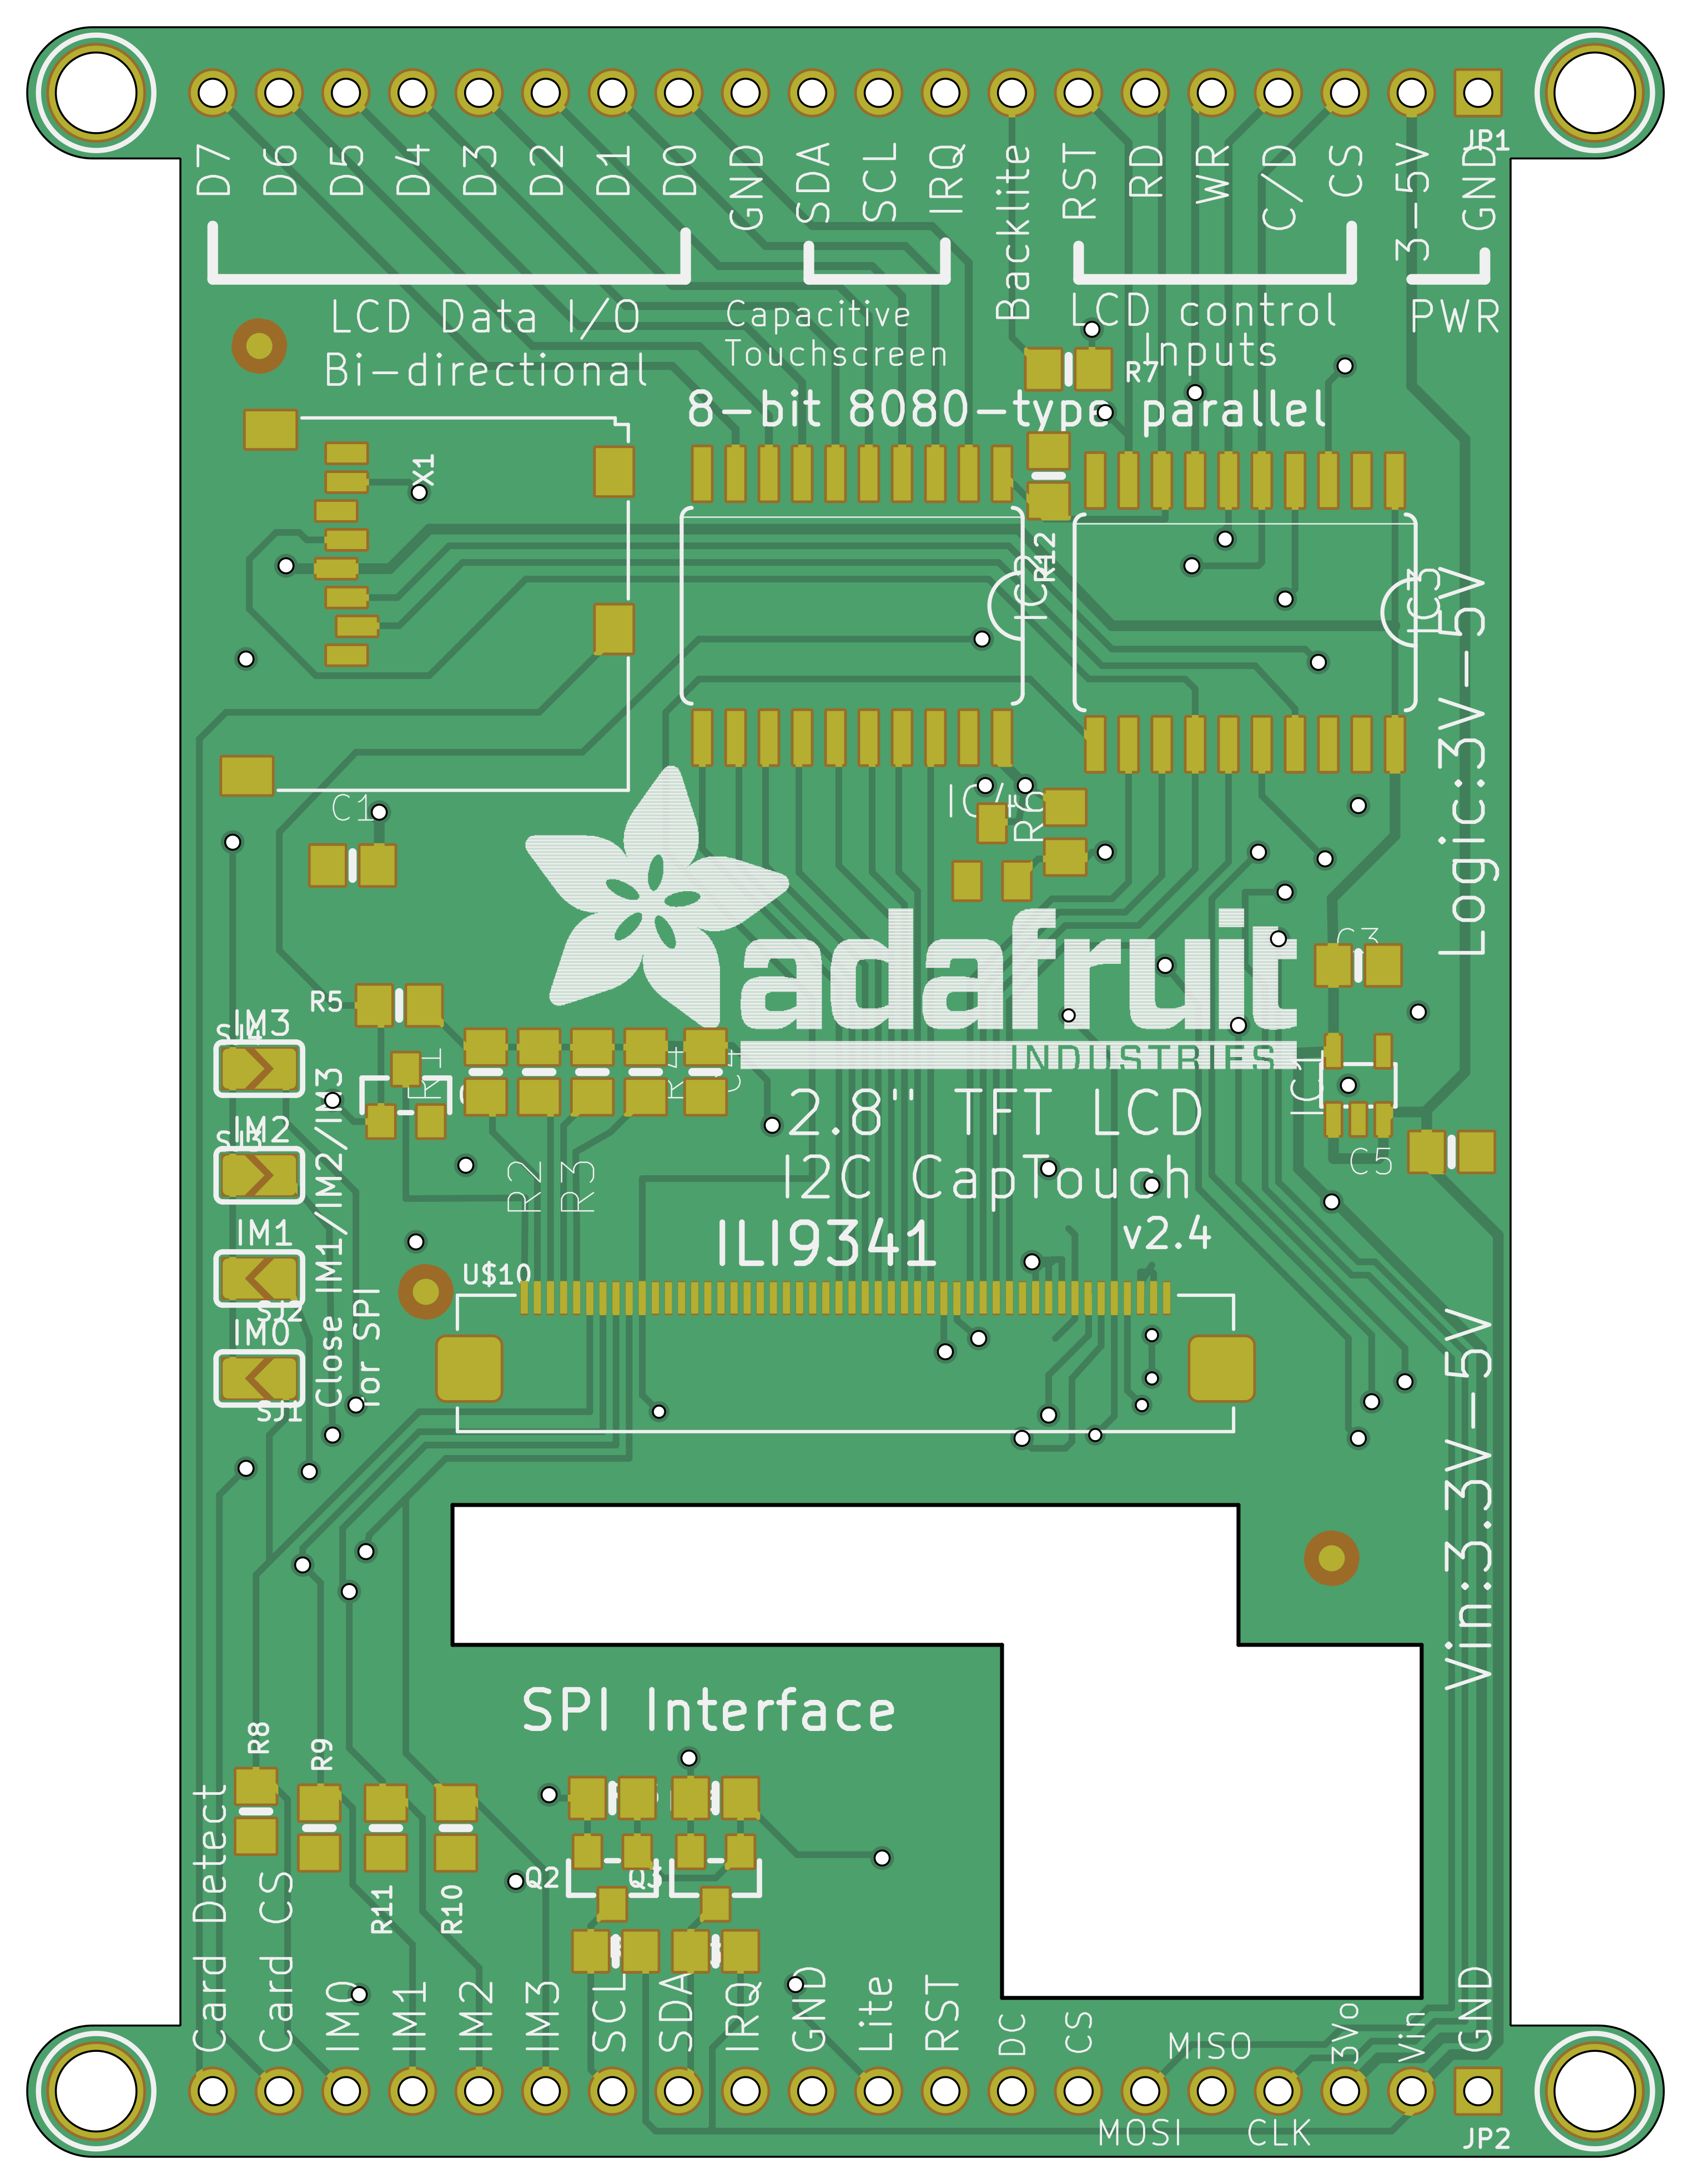 JP1
D7 D6 D5 D4 D3 D2 D1 D0 GND SDA SCL IRQ Backlite RST RD WR C/D CS 3-5V GND
LCD Data I/O
Bi-directional
Capacitive
Touchscreen
LCD control
Inputs
PWR
R7
8-bit 8080-type parallel
X1
R12
IC2
IC3
Logic:3V-5V
C1
IC4
R6
adafruit
INDUSTRIES
C3
R5
IM3
SJ4
R1
R4
C4
IC1
2.8" TFT LCD
I2C CapTouch
C5
IM2
SJ3
R2
R3
ILI9341
v2.4
IM1
SJ2
U$10
Close IM1/IM2/IM3
for SPI
IM0
SJ1
Vin:3.3V-5V
SPI Interface
R8
R9
R11
R10
Q2
Q3
Card Detect
Card CS
IM0 IM1 IM2 IM3 SCL SDA IRQ GND Lite RST DC CS MISO 3Vo Vin GND
MOSI CLK
JP2